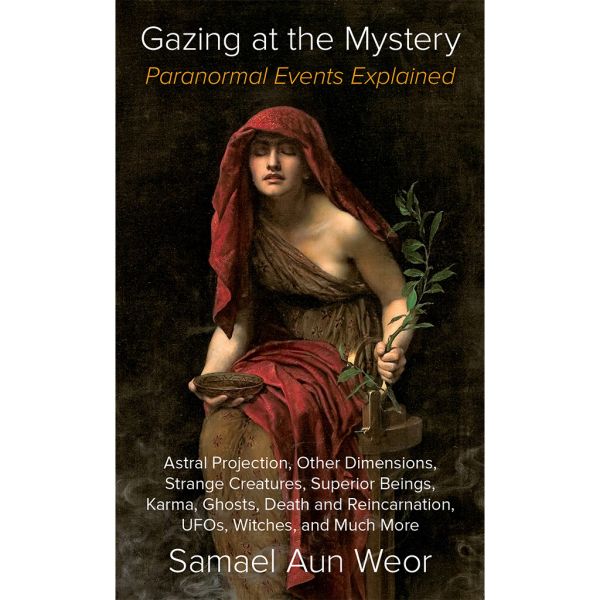 Gazing at the Mystery
Paranormal Events Explained
Astral Projection, Other Dimensions,
Strange Creatures, Superior Beings,
Karma, Ghosts, Death and Reincarnation,
UFOs, Witches, and Much More
Samael Aun Weor